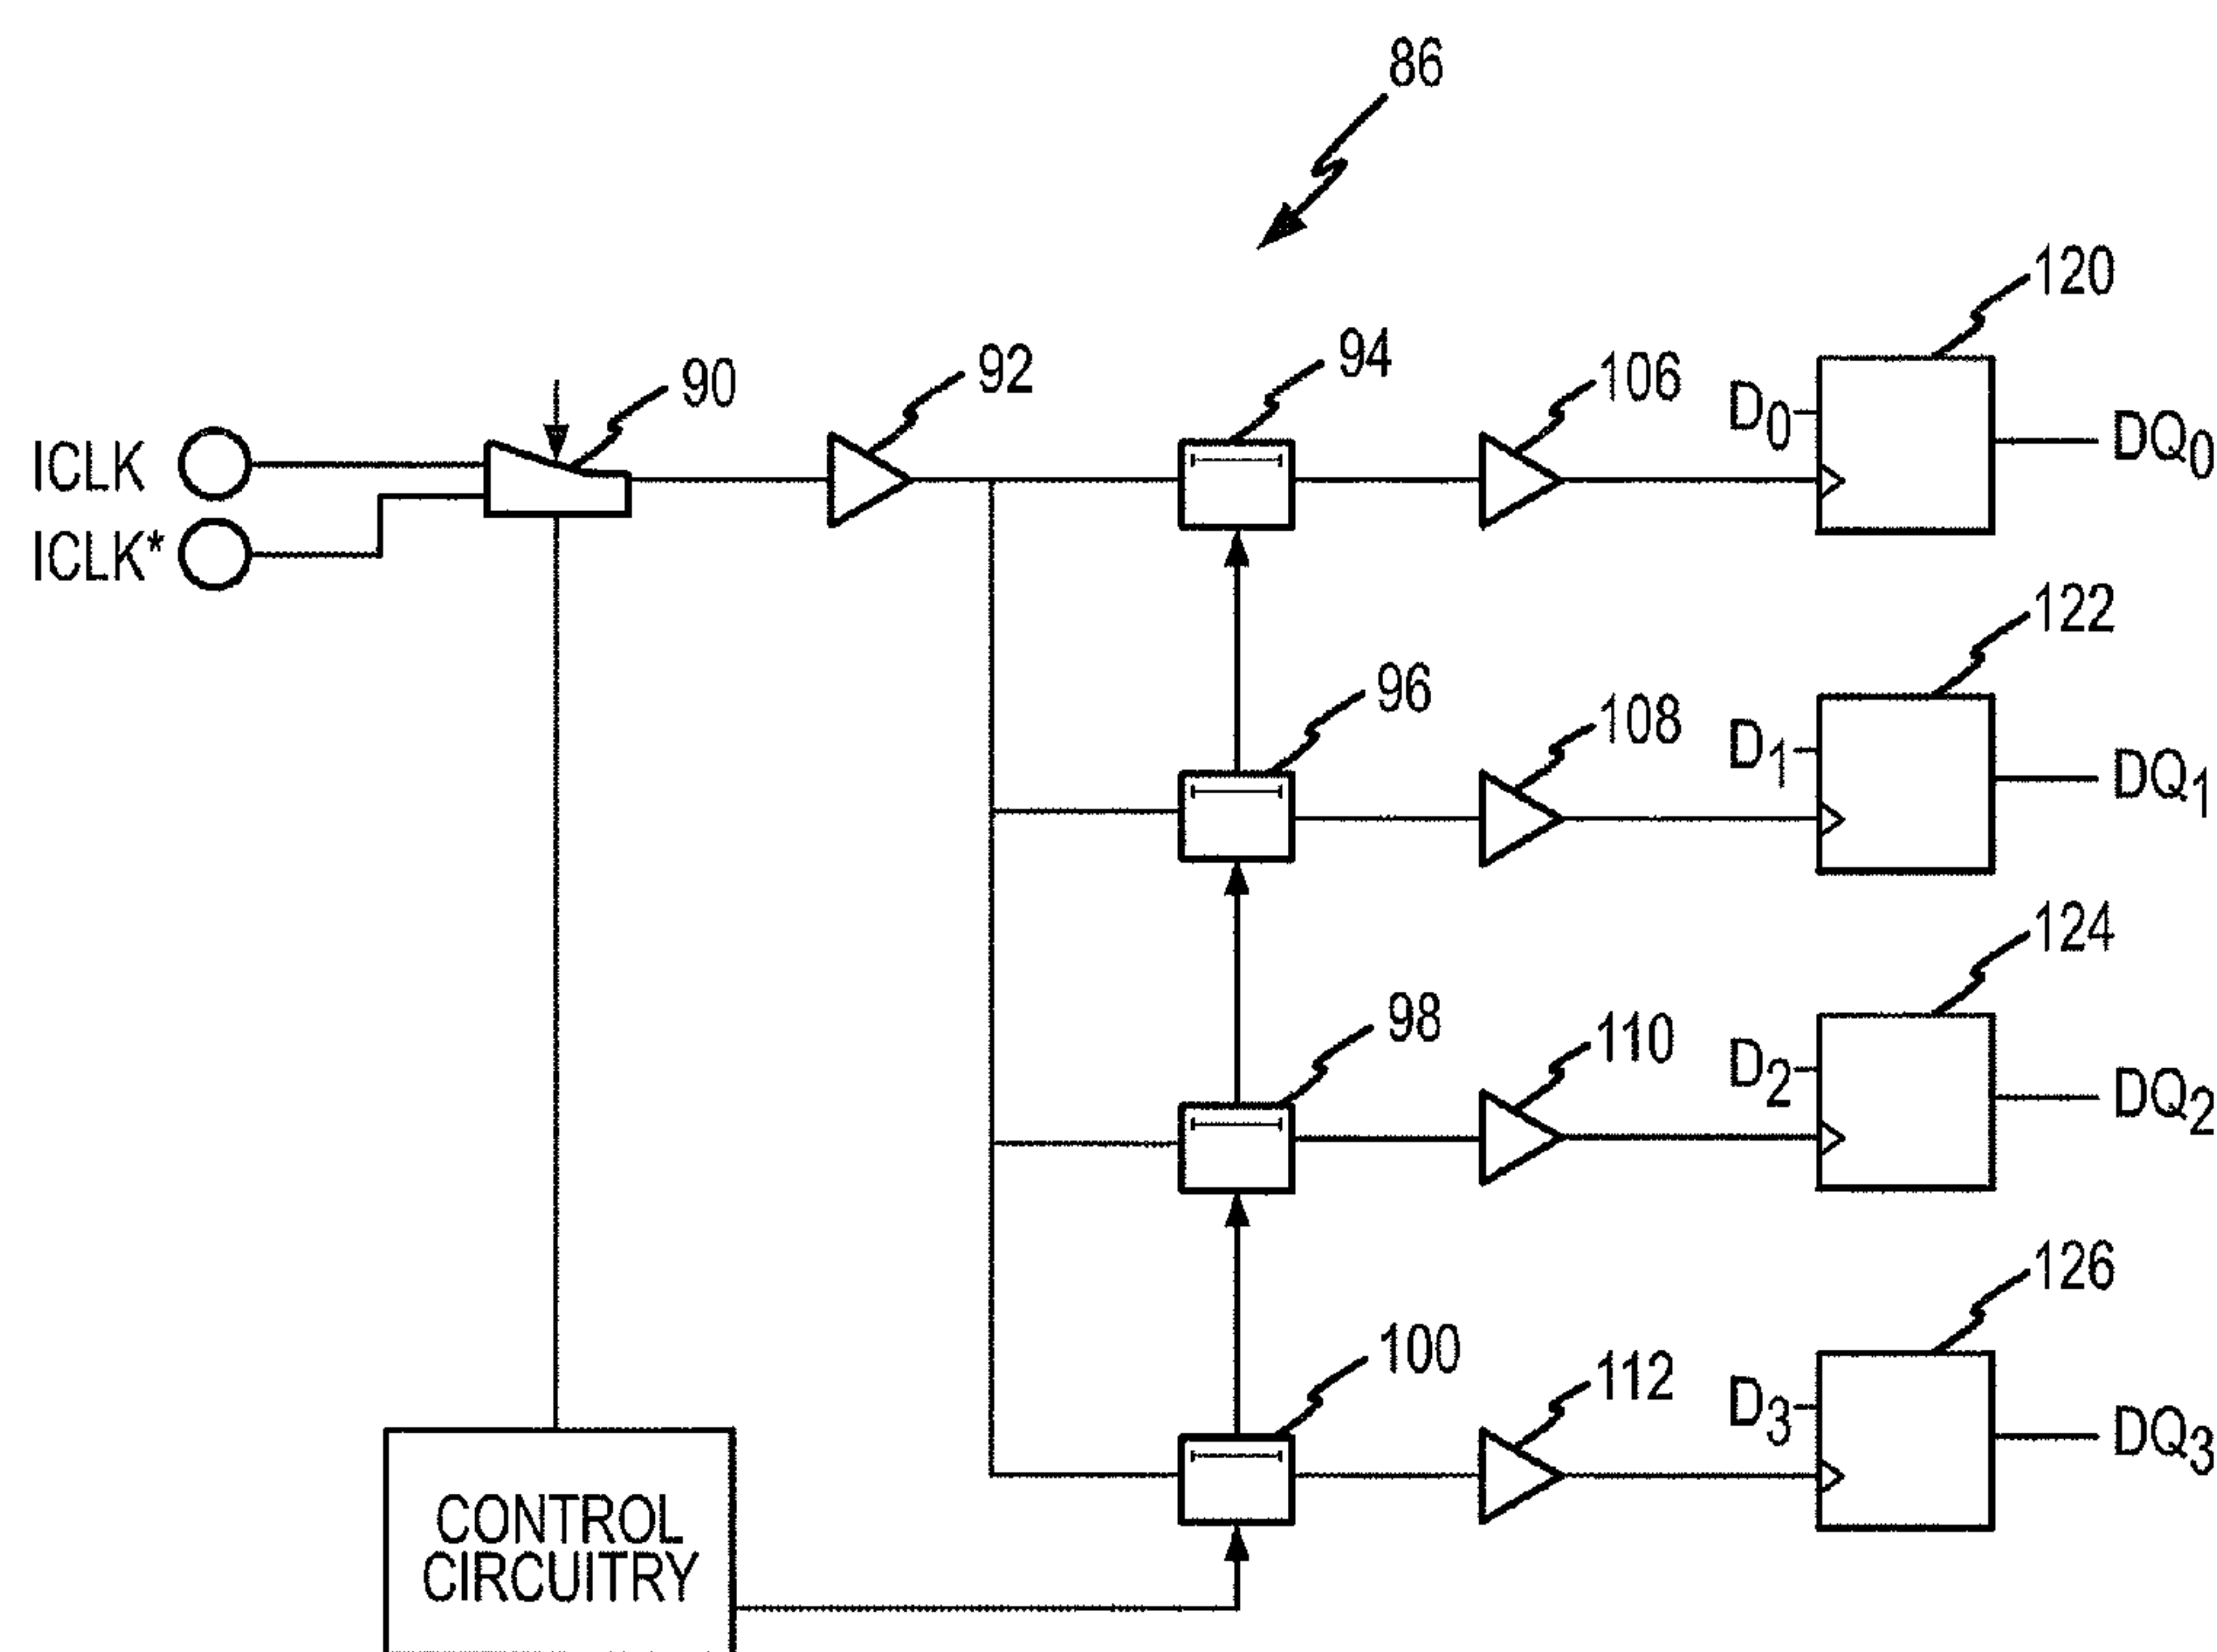 86
120
90
92
94
106
D0
DQ0
ICLK
ICLK*
122
96
108
D1
DQ1
124
98
110
D2
DQ2
126
100
112
D3
DQ3
CONTROL
CIRCUITRY